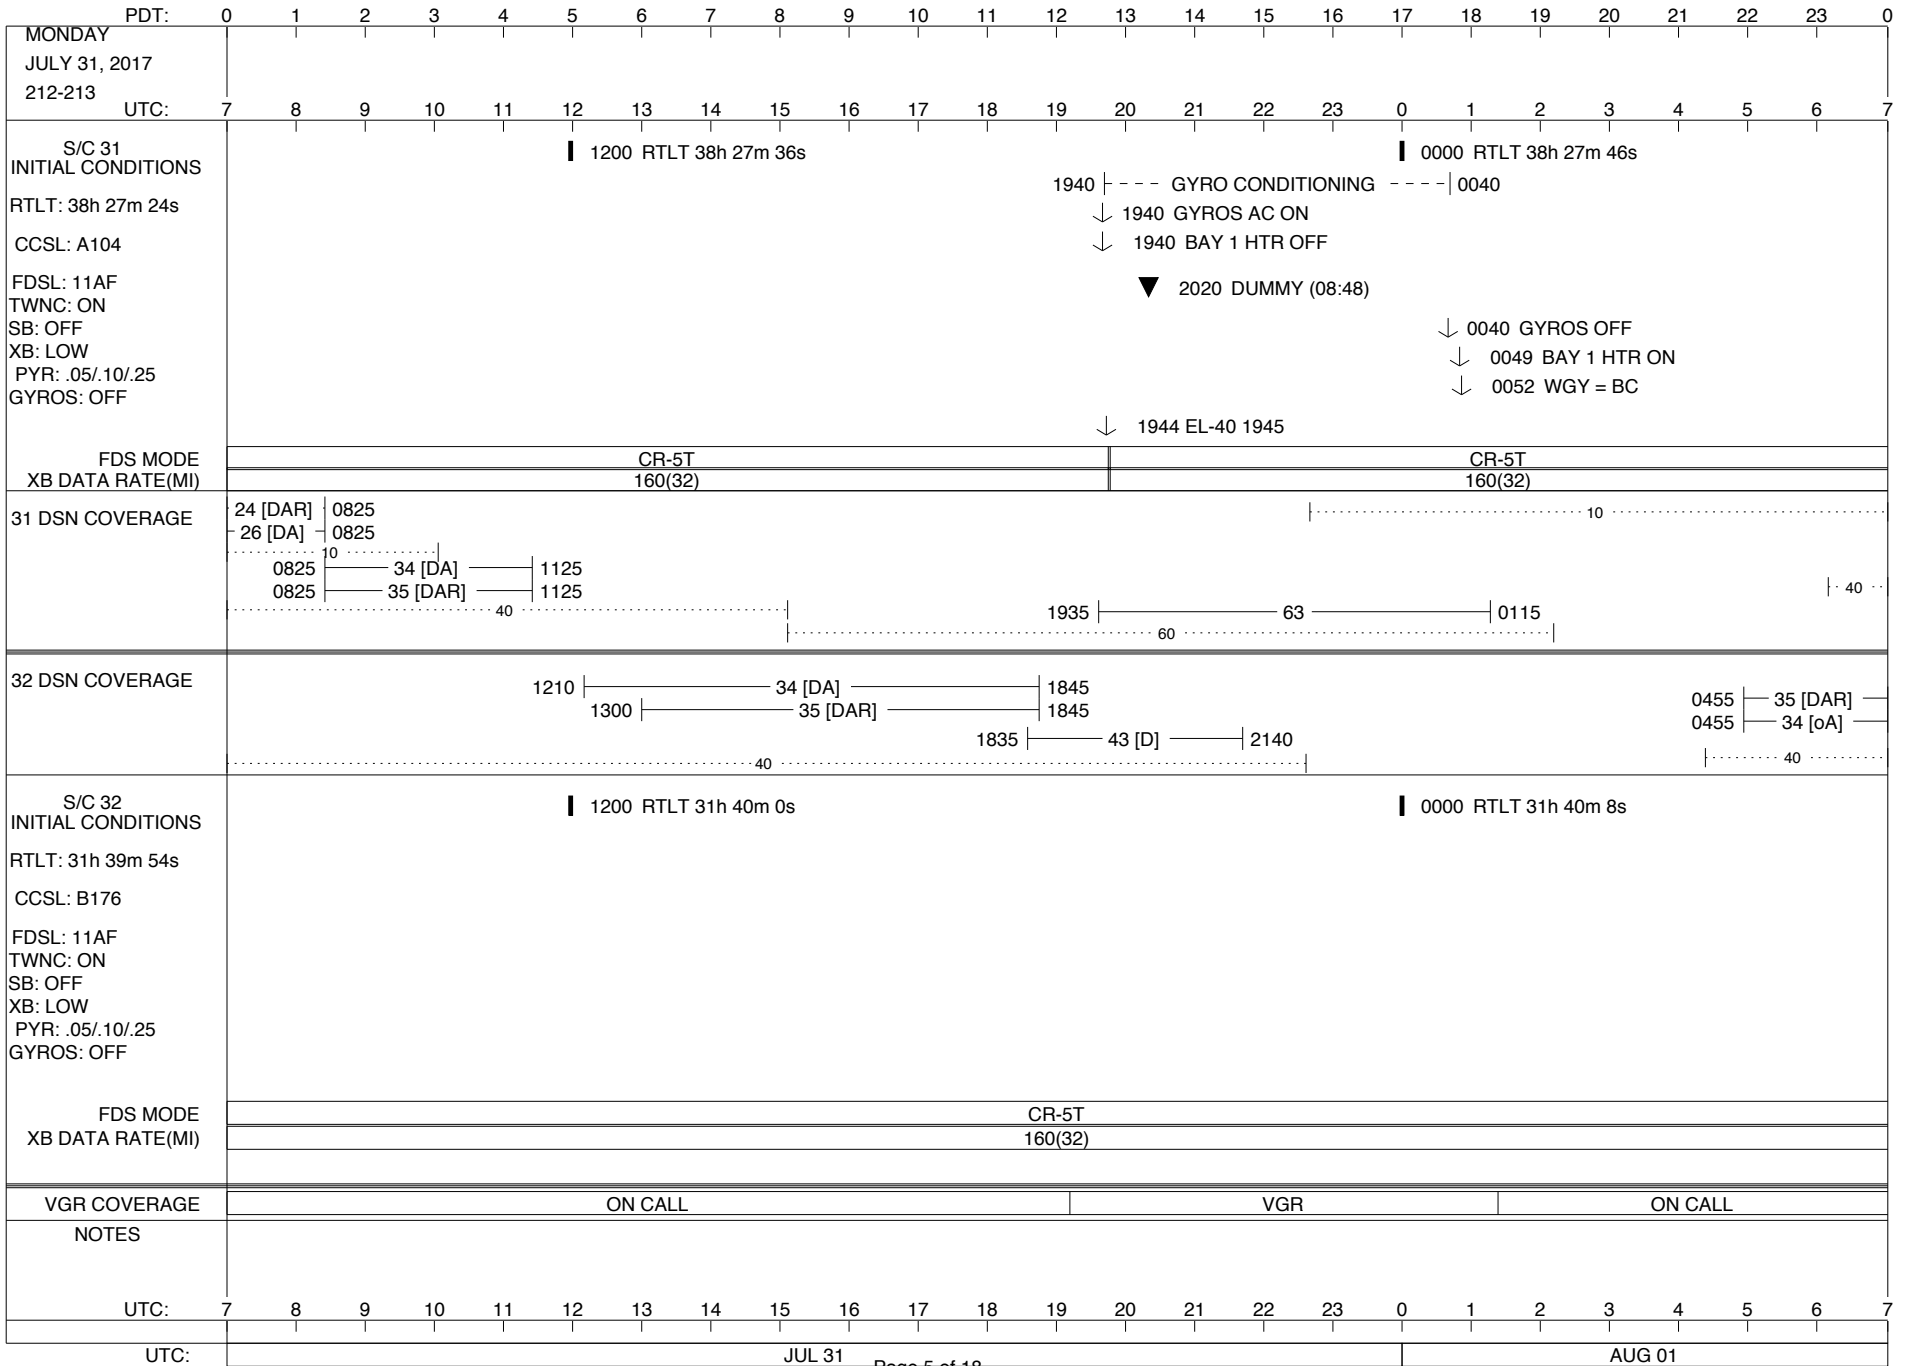 PDT: 0 1 2 3 4 5 6 7 8 9 10 11 12 13 14 15 16 17 18 19 20 21 22 23 0
MONDAY
JULY 31, 2017
212-213
UTC: 7 8 9 10 11 12 13 14 15 16 17 18 19 20 21 22 23 0 1 2 3 4 5 6 7
S/C 31
INITIAL CONDITIONS
RTLT: 38h 27m 24s
CCSL: A104
FDSL: 11AF
TWNC: ON
SB: OFF
XB: LOW
PYR: .05/.10/.25
GYROS: OFF
1200 RTLT 38h 27m 36s
0000 RTLT 38h 27m 46s
1940 GYRO CONDITIONING 0040
1940 GYROS AC ON
1940 BAY 1 HTR OFF
2020 DUMMY (08:48)
0040 GYROS OFF
0049 BAY 1 HTR ON
0052 WGY = BC
1944 EL-40 1945
FDS MODE CR-5T CR-5T
XB DATA RATE(MI) 160(32) 160(32)
31 DSN COVERAGE
24 [DAR] 0825
10
26 [DA] 0825
10
0825 34 [DA] 1125
0825 35 [DAR] 1125
40
40
1935 63 0115
60
32 DSN COVERAGE
1210 34 [DA] 1845
1300 35 [DAR] 1845
0455 35 [DAR]
0455 34 [oA]
1835 43 [D] 2140
40
40
S/C 32
INITIAL CONDITIONS
RTLT: 31h 39m 54s
CCSL: B176
FDSL: 11AF
TWNC: ON
SB: OFF
XB: LOW
PYR: .05/.10/.25
GYROS: OFF
1200 RTLT 31h 40m 0s
0000 RTLT 31h 40m 8s
FDS MODE CR-5T
XB DATA RATE(MI) 160(32)
VGR COVERAGE ON CALL VGR ON CALL
NOTES
UTC: 7 8 9 10 11 12 13 14 15 16 17 18 19 20 21 22 23 0 1 2 3 4 5 6 7
UTC: JUL 31 AUG 01
Page 5 of 18